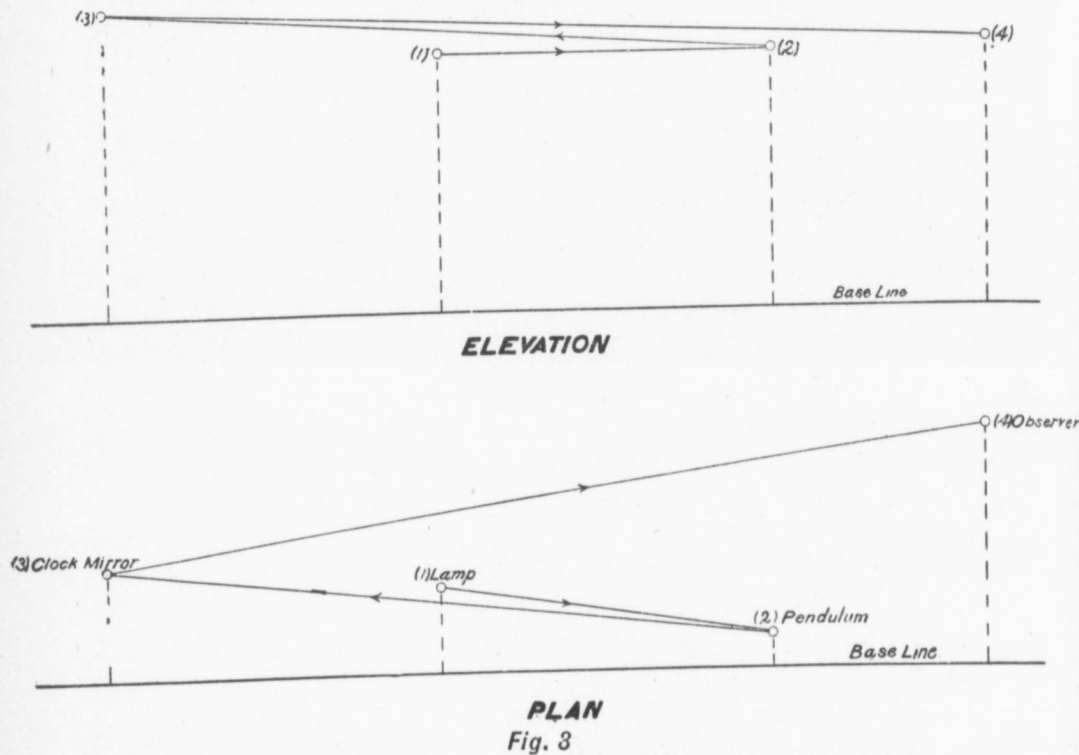 (3)
(1)
(2)
(4)
Base Line
ELEVATION
(4) Observer
(3) Clock Mirror
(1) Lamp
(2) Pendulum
Base Line
PLAN
Fig. 3